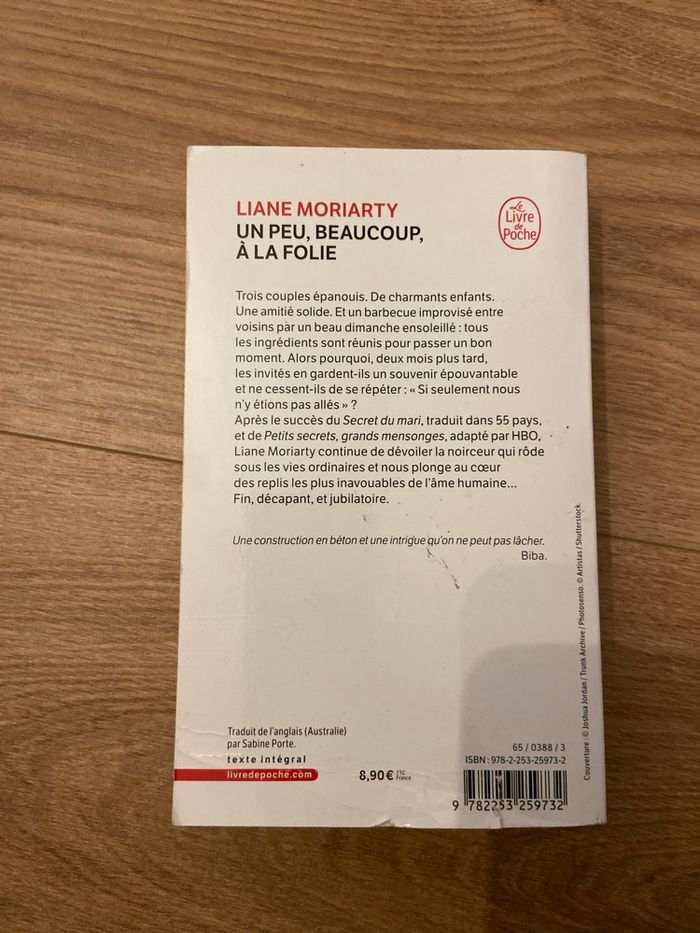 LIANE MORIARTY
UN PEU, BEAUCOUP,
À LA FOLIE
Le
Livre
de
Poche
Trois couples épanouis. De charmants enfants.
Une amitié solide. Et un barbecue improvisé entre
voisins par un beau dimanche ensoleillé : tous
les ingrédients sont réunis pour passer un bon
moment. Alors pourquoi, deux mois plus tard,
les invités en gardent-ils un souvenir épouvantable
et ne cessent-ils de se répéter : « Si seulement nous
n'y étions pas allés » ?
Après le succès du Secret du mari, traduit dans 55 pays,
et de Petits secrets, grands mensonges, adapté par HBO,
Liane Moriarty continue de dévoiler la noirceur qui rôde
sous les vies ordinaires et nous plonge au cœur
des replis les plus inavouables de l'âme humaine...
Fin, décapant, et jubilatoire.
Une construction en béton et une intrigue qu'on ne peut pas lâcher.
Biba.
Couverture : © Joshua Jordan / Trunk Archive / Photosenso. © Artistas / Shutterstock.
Traduit de l'anglais (Australie)
par Sabine Porte.
texte intégral
livredepoche.com
8,90 € TTC
France
65 / 0388 / 3
ISBN : 978-2-253-25973-2
9 782253 259732